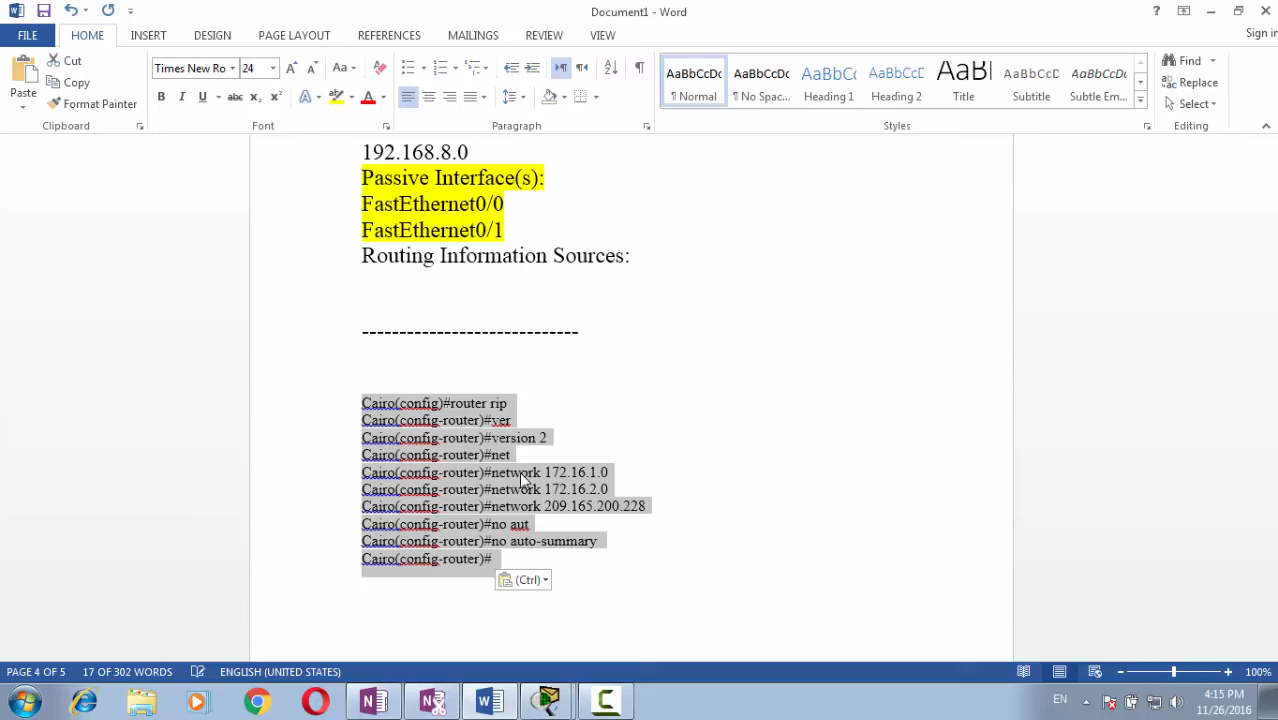 Document1 - Word
?
FILE
HOME
INSERT
DESIGN
PAGE LAYOUT
REFERENCES
MAILINGS
REVIEW
VIEW
Sign in
Paste
Cut
Copy
Format Painter
Clipboard
Times New Ro
24
Aa
B I U abc x₂ x²
Font
Paragraph
AaBbCcDc
¶ Normal
AaBbCcDc
¶ No Spac...
AaBbCc
Heading 1
AaBbCcD
Heading 2
AaBl
Title
AaBbCcD
Subtitle
AaBbCcDc
Subtle Em...
Styles
Find
Replace
Select
Editing
192.168.8.0
Passive Interface(s):
FastEthernet0/0
FastEthernet0/1
Routing Information Sources:
-----------------------------
Cairo(config)#router rip
Cairo(config-router)#ver
Cairo(config-router)#version 2
Cairo(config-router)#net
Cairo(config-router)#network 172.16.1.0
Cairo(config-router)#network 172.16.2.0
Cairo(config-router)#network 209.165.200.228
Cairo(config-router)#no aut
Cairo(config-router)#no auto-summary
Cairo(config-router)#
(Ctrl)
PAGE 4 OF 5
17 OF 302 WORDS
ENGLISH (UNITED STATES)
100%
EN
4:15 PM
11/26/2016